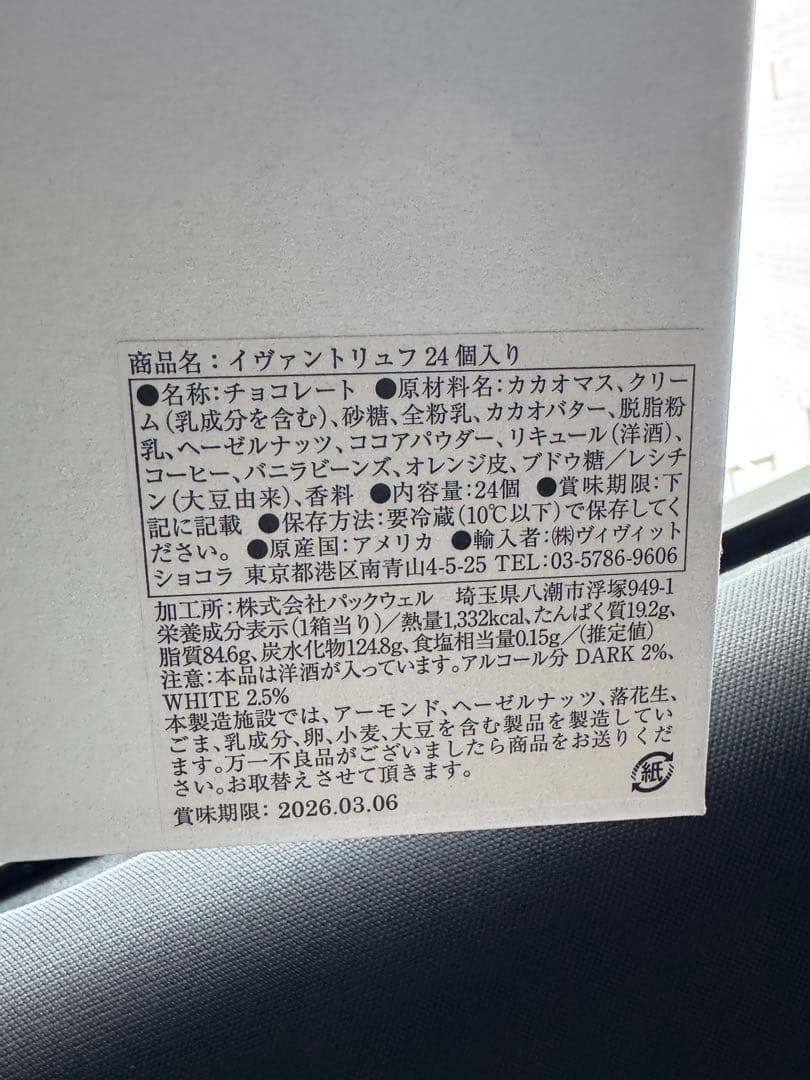 商品名：イヴァントリュフ24個入り
●名称：チョコレート ●原材料名：カカオマス、クリー
ム（乳成分を含む）、砂糖、全粉乳、カカオバター、脱脂粉
乳、ヘーゼルナッツ、ココアパウダー、リキュール（洋酒）、
コーヒー、バニラビーンズ、オレンジ皮、ブドウ糖／レシチ
ン（大豆由来）、香料 ●内容量：24個 ●賞味期限：下
記に記載 ●保存方法：要冷蔵（10℃以下）で保存してく
ださい。 ●原産国：アメリカ ●輸入者：㈱ヴィヴィット
ショコラ 東京都港区南青山4-5-25 TEL：03-5786-9606
加工所：株式会社パックウェル 埼玉県八潮市浮塚949-1
栄養成分表示（1箱当り）／熱量1,332kcal、たんぱく質19.2g、
脂質84.6g、炭水化物124.8g、食塩相当量0.15g／（推定値）
注意：本品は洋酒が入っています。アルコール分 DARK 2%、
WHITE 2.5%
本製造施設では、アーモンド、ヘーゼルナッツ、落花生、
ごま、乳成分、卵、小麦、大豆を含む製品を製造してい
ます。万一不良品がございましたら商品をお送りくだ
さい。お取替えさせて頂きます。
紙
賞味期限： 2026.03.06